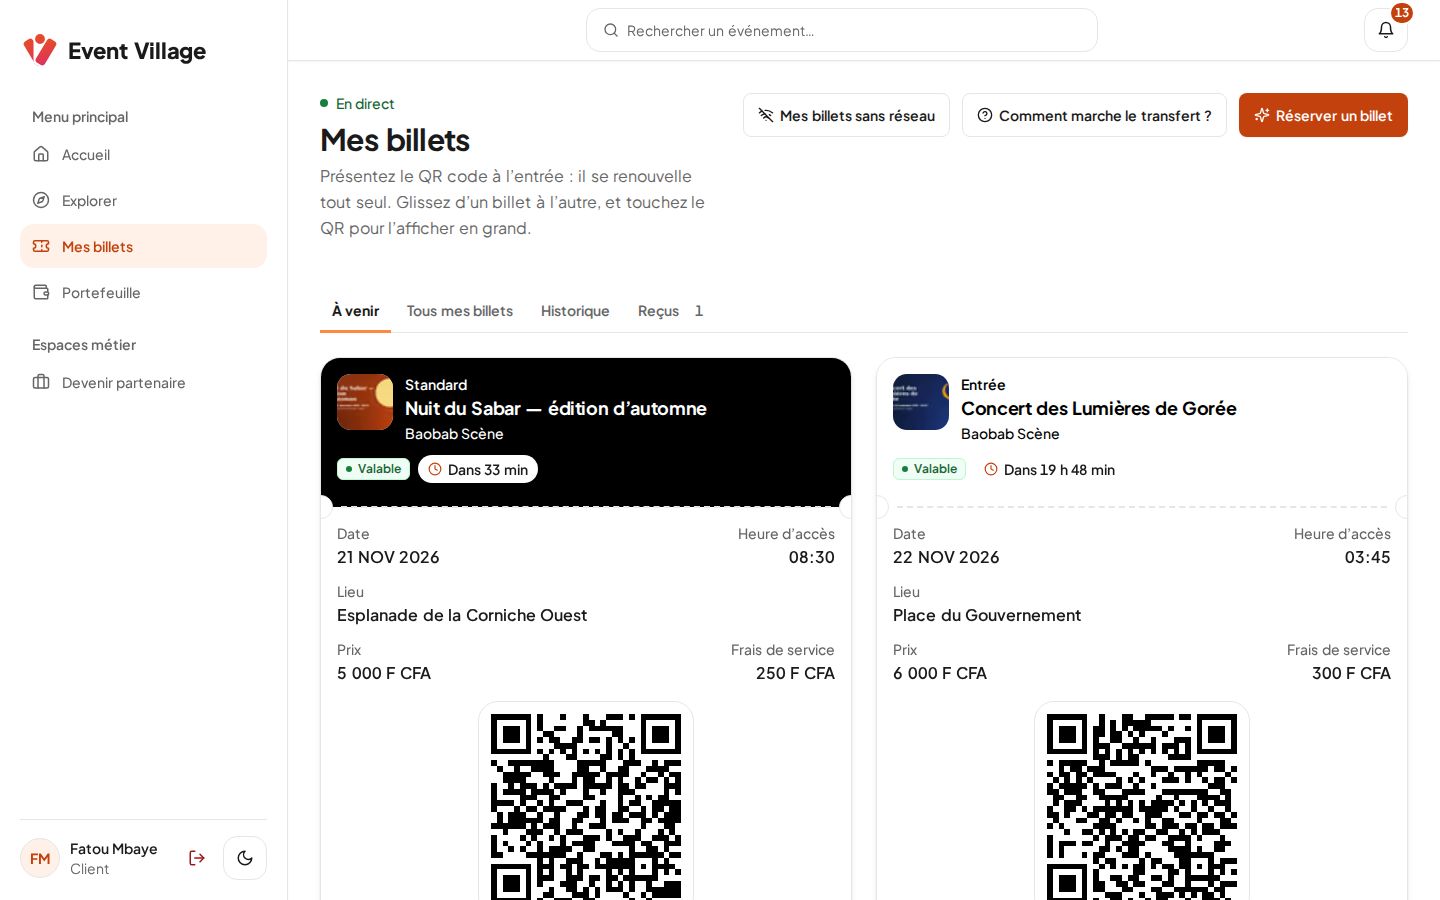 Event Village
Rechercher un événement…
13
Menu principal
Accueil
Explorer
Mes billets
Portefeuille
Espaces métier
Devenir partenaire
FM
Fatou Mbaye
Client
En direct
Mes billets
Présentez le QR code à l’entrée : il se renouvelle
tout seul. Glissez d’un billet à l’autre, et touchez le
QR pour l’afficher en grand.
Mes billets sans réseau
Comment marche le transfert ?
Réserver un billet
À venir
Tous mes billets
Historique
Reçus 1
Standard
Nuit du Sabar — édition d’automne
Baobab Scène
Valable
Dans 33 min
Date
Heure d’accès
21 NOV 2026
08:30
Lieu
Esplanade de la Corniche Ouest
Prix
Frais de service
5 000 F CFA
250 F CFA
Entrée
Concert des Lumières de Gorée
Baobab Scène
Valable
Dans 19 h 48 min
Date
Heure d’accès
22 NOV 2026
03:45
Lieu
Place du Gouvernement
Prix
Frais de service
6 000 F CFA
300 F CFA